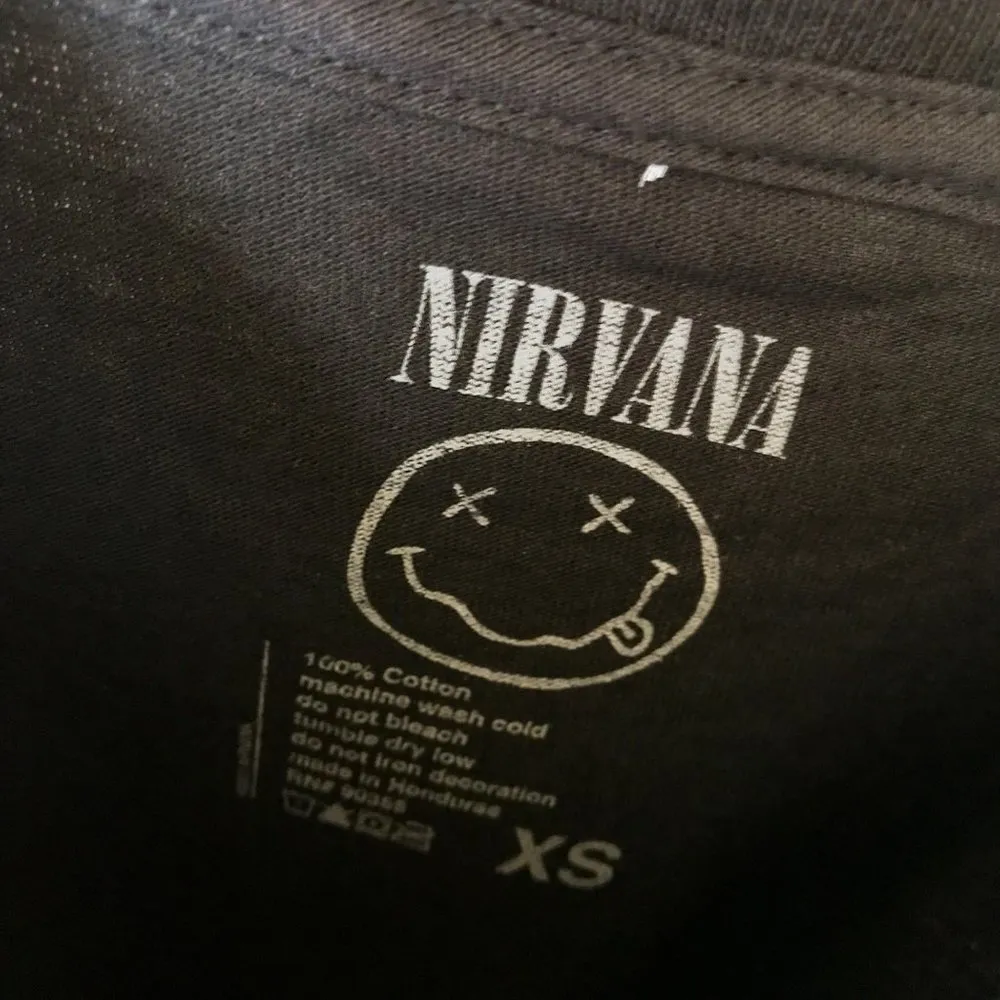 NIRVANA
100% Cotton
machine wash cold
do not bleach
tumble dry low
do not iron decoration
made in Honduras
RN#
XS